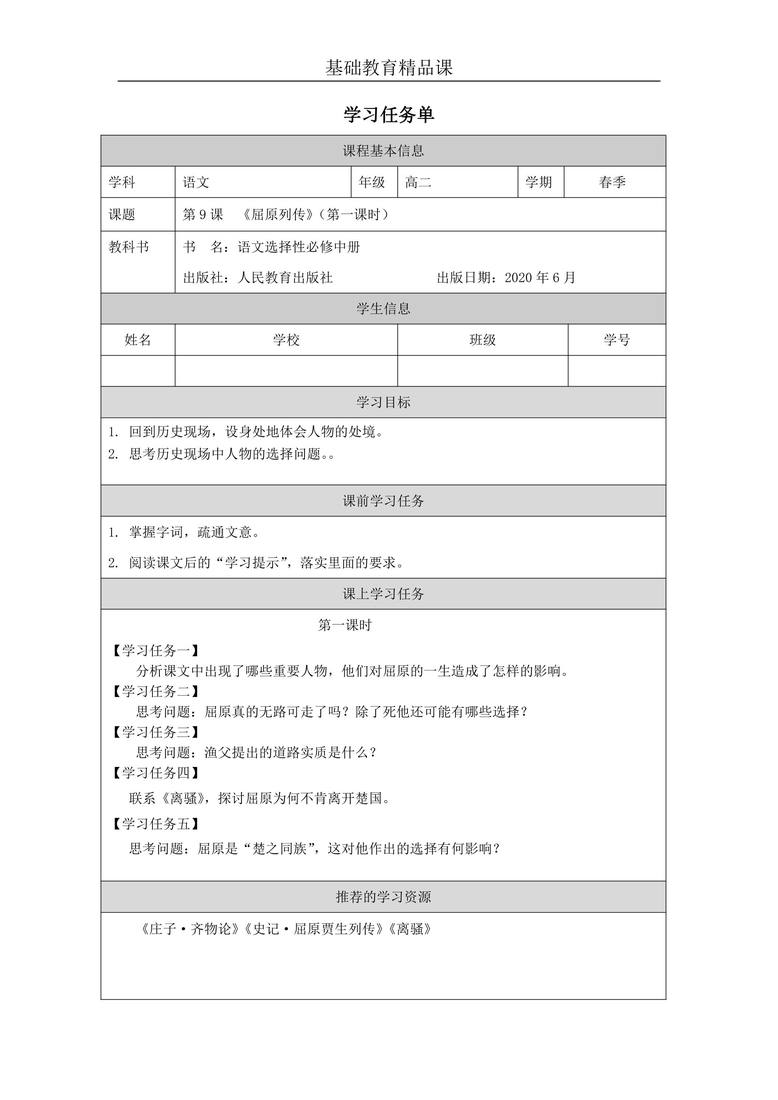 基础教育精品课
学习任务单
课程基本信息
学科 语文 年级 高二 学期 春季
课题 第 9 课 《屈原列传》（第一课时）
教科书 书 名：语文选择性必修中册
出版社：人民教育出版社 出版日期：2020 年 6 月
学生信息
姓名 学校 班级 学号
学习目标
1. 回到历史现场，设身处地体会人物的处境。
2. 思考历史现场中人物的选择问题。。
课前学习任务
1. 掌握字词，疏通文意。
2. 阅读课文后的“学习提示”，落实里面的要求。
课上学习任务
第一课时
【学习任务一】
分析课文中出现了哪些重要人物，他们对屈原的一生造成了怎样的影响。
【学习任务二】
思考问题：屈原真的无路可走了吗？除了死他还可能有哪些选择？
【学习任务三】
思考问题：渔父提出的道路实质是什么？
【学习任务四】
联系《离骚》，探讨屈原为何不肯离开楚国。
【学习任务五】
思考问题：屈原是“楚之同族”，这对他作出的选择有何影响？
推荐的学习资源
《庄子·齐物论》《史记·屈原贾生列传》《离骚》